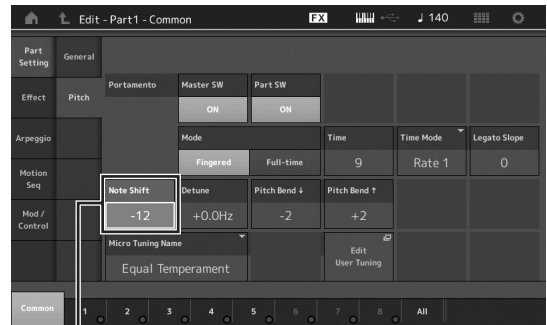 Edit - Part1 - Common FX ♩ 140
Part Setting
General
Effect
Pitch
Portamento
Master SW
ON
Part SW
ON
Arpeggio
Mode
Fingered
Full-time
Time
9
Time Mode
Rate 1
Legato Slope
0
Motion Seq
Note Shift
-12
Detune
+0.0Hz
Pitch Bend ↓
-2
Pitch Bend ↑
+2
Mod / Control
Micro Tuning Name
Equal Temperament
Edit
User Tuning
Common 1 2 3 4 5 6 7 8 All